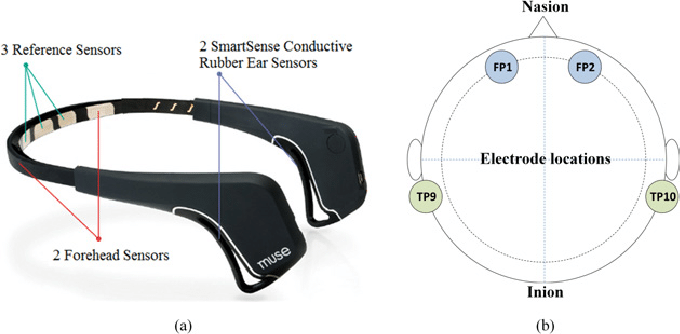 3 Reference Sensors
2 SmartSense Conductive
Rubber Ear Sensors
2 Forehead Sensors
muse
(a)
Nasion
FP1
FP2
Electrode locations
TP9
TP10
Inion
(b)